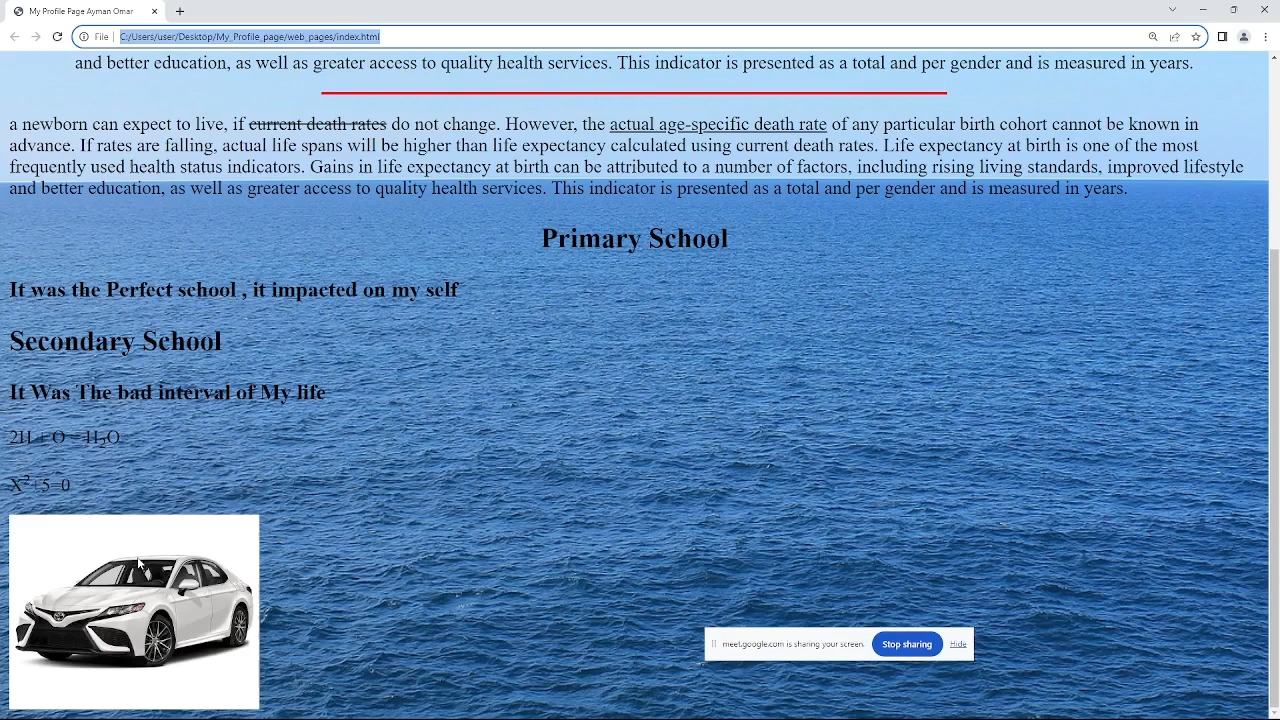 My Profile Page Ayman Omar
File
C:/Users/user/Desktop/My_Profile_page/web_pages/index.html
and better education, as well as greater access to quality health services. This indicator is presented as a total and per gender and is measured in years.
a newborn can expect to live, if current death rates do not change. However, the actual age-specific death rate of any particular birth cohort cannot be known in
advance. If rates are falling, actual life spans will be higher than life expectancy calculated using current death rates. Life expectancy at birth is one of the most
frequently used health status indicators. Gains in life expectancy at birth can be attributed to a number of factors, including rising living standards, improved lifestyle
and better education, as well as greater access to quality health services. This indicator is presented as a total and per gender and is measured in years.
Primary School
It was the Perfect school , it impacted on my self
Secondary School
It Was The bad interval of My life
2H + O = H₂O
X²+5=0
meet.google.com is sharing your screen.
Stop sharing
Hide